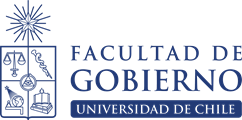 FACULTAD DE
GOBIERNO
UNIVERSIDAD DE CHILE